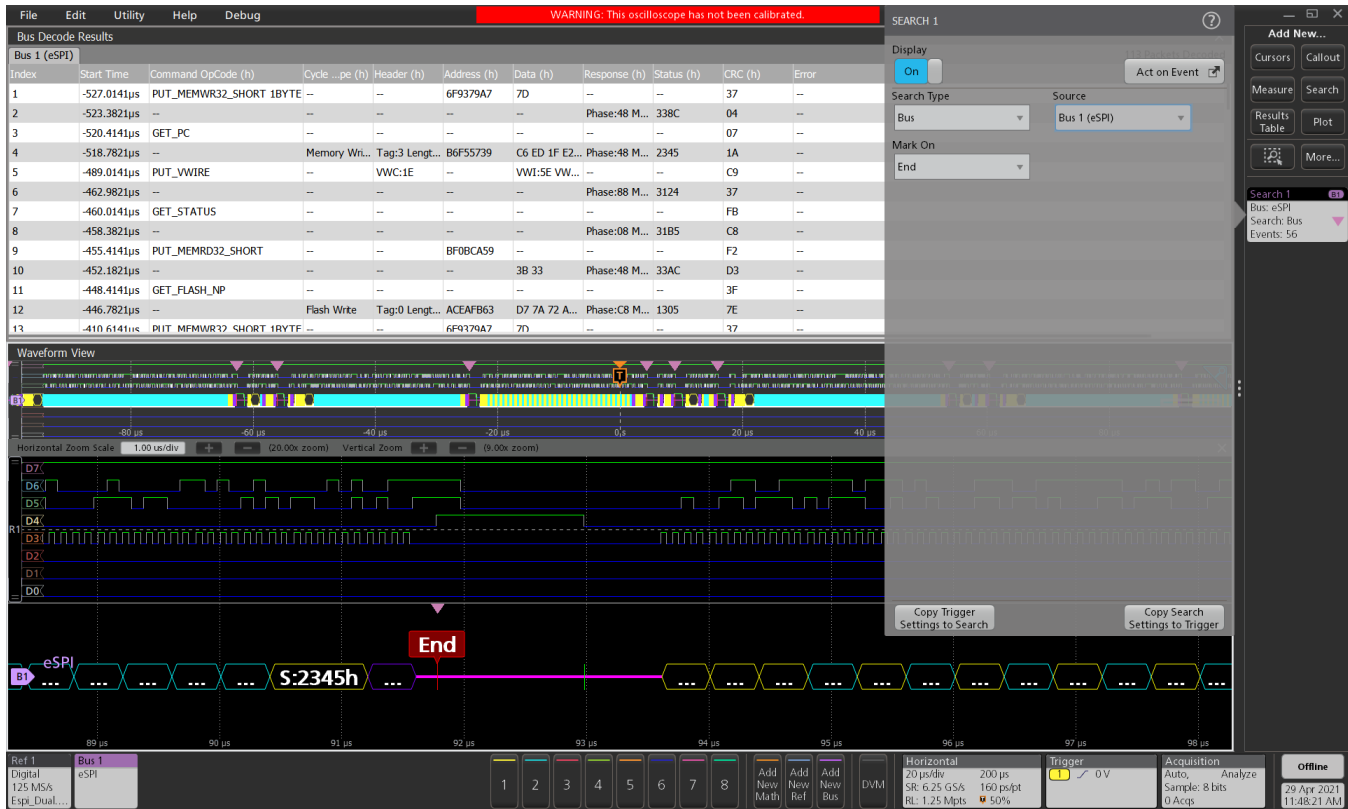 File Edit Utility Help Debug
WARNING: This oscilloscope has not been calibrated.
Bus Decode Results
Bus 1 (eSPI)
Index Start Time Command OpCode (h) Cycle ...pe (h) Header (h) Address (h) Data (h) Response (h) Status (h) CRC (h) Error
1 -527.0141µs PUT_MEMWR32_SHORT 1BYTE -- -- 6F9379A7 7D -- -- 37 --
2 -523.3821µs -- -- -- -- -- Phase:48 M... 338C 04 --
3 -520.4141µs GET_PC -- -- -- -- -- -- 07 --
4 -518.7821µs -- Memory Wri... Tag:3 Lengt... B6F55739 C6 ED 1F E2... Phase:48 M... 2345 1A --
5 -489.0141µs PUT_VWIRE -- VWC:1E -- VWI:5E VW... -- -- C9 --
6 -462.9821µs -- -- -- -- -- Phase:88 M... 3124 37 --
7 -460.0141µs GET_STATUS -- -- -- -- -- -- FB --
8 -458.3821µs -- -- -- -- -- Phase:08 M... 31B5 C8 --
9 -455.4141µs PUT_MEMRD32_SHORT -- -- BF0BCA59 -- -- -- F2 --
10 -452.1821µs -- -- -- -- 3B 33 Phase:48 M... 33AC D3 --
11 -448.4141µs GET_FLASH_NP -- -- -- -- -- -- 3F --
12 -446.7821µs -- Flash Write Tag:0 Lengt... ACEAFB63 D7 7A 72 A... Phase:C8 M... 1305 7E --
13 -410.6141µs PUT_MEMWR32_SHORT 1BYTE -- -- 6F9379A7 7D -- -- 37 --
SEARCH 1
?
Display
On
Act on Event
Search Type Source
Bus Bus 1 (eSPI)
Mark On
End
Copy Trigger Settings to Search
Copy Search Settings to Trigger
Add New...
Cursors Callout
Measure Search
Results Table Plot
More...
Search 1 B1
Bus: eSPI
Search: Bus
Events: 56
Waveform View
T
B1
-80 µs -60 µs -40 µs -20 µs 0 s 20 µs 40 µs
Horizontal Zoom Scale 1.00 us/div + — (20.00x zoom) Vertical Zoom + — (9.00x zoom)
D7
D6
D5
D4
R1
D3
D2
D1
D0
End
eSPI
B1 ... ... ... ... ... S:2345h ... ... ... ... ... ... ... ... ... ... ... ... ...
89 µs 90 µs 91 µs 92 µs 93 µs 94 µs 95 µs 96 µs 97 µs 98 µs
Ref 1
Digital
125 MS/s
Espi_Dual....
Bus 1
eSPI
1 2 3 4 5 6 7 8
Add New Math
Add New Ref
Add New Bus
DVM
Horizontal
20 µs/div 200 µs
SR: 6.25 GS/s 160 ps/pt
RL: 1.25 Mpts 50%
Trigger
1 0 V
Acquisition
Auto, Analyze
Sample: 8 bits
0 Acqs
Offline
29 Apr 2021
11:48:21 AM